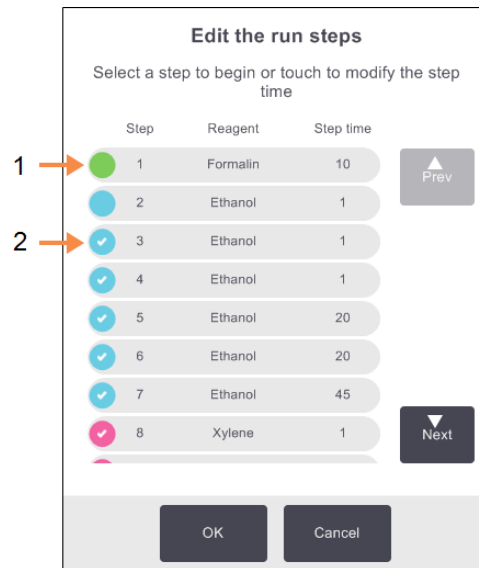 Edit the run steps
Select a step to begin or touch to modify the step
time
Step Reagent Step time
1 1 Formalin 10
Prev
2 Ethanol 1
2 3 Ethanol 1
4 Ethanol 1
5 Ethanol 20
6 Ethanol 20
7 Ethanol 45
8 Xylene 1
Next
OK Cancel